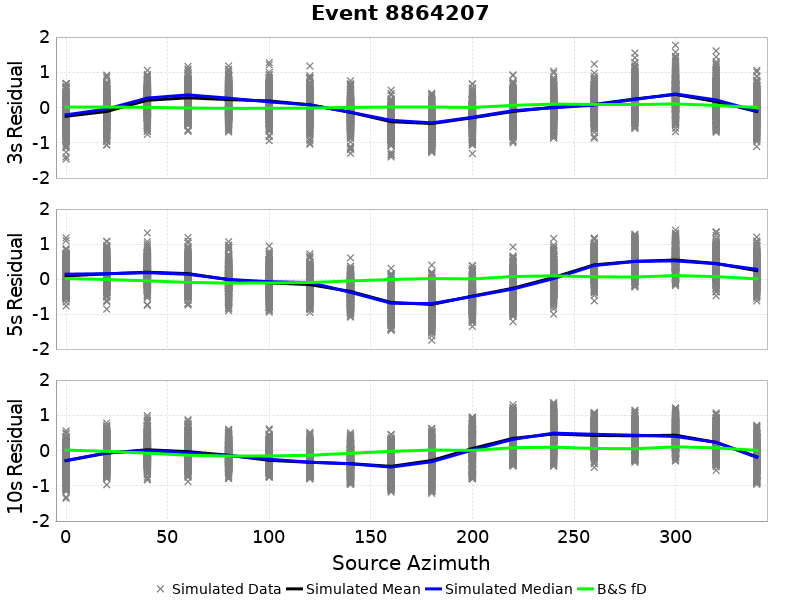 Event 8864207
3s Residual
2
1
0
-1
-2
5s Residual
2
1
0
-1
-2
10s Residual
2
1
0
-1
-2
0 50 100 150 200 250 300
Source Azimuth
Simulated Data Simulated Mean Simulated Median B&S fD